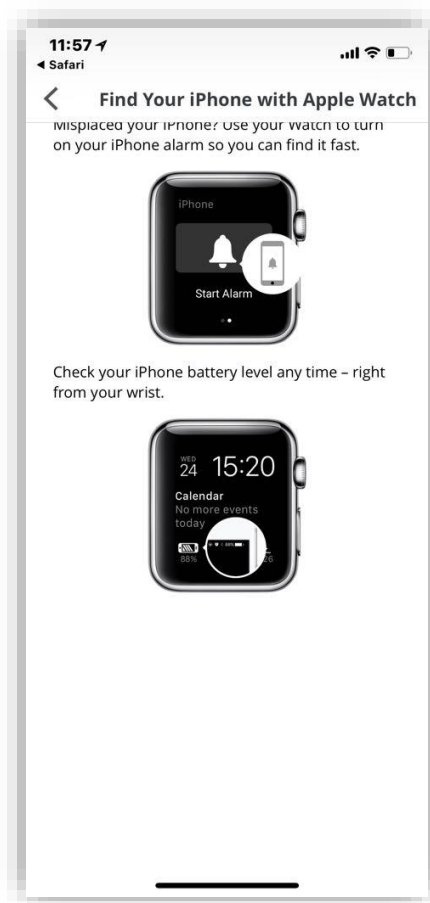 11:57
Safari
Find Your iPhone with Apple Watch
Misplaced your iPhone? Use your Watch to turn
on your iPhone alarm so you can find it fast.
iPhone
Start Alarm
Check your iPhone battery level any time – right
from your wrist.
WED
24 15:20
Calendar
No more events
today
88%